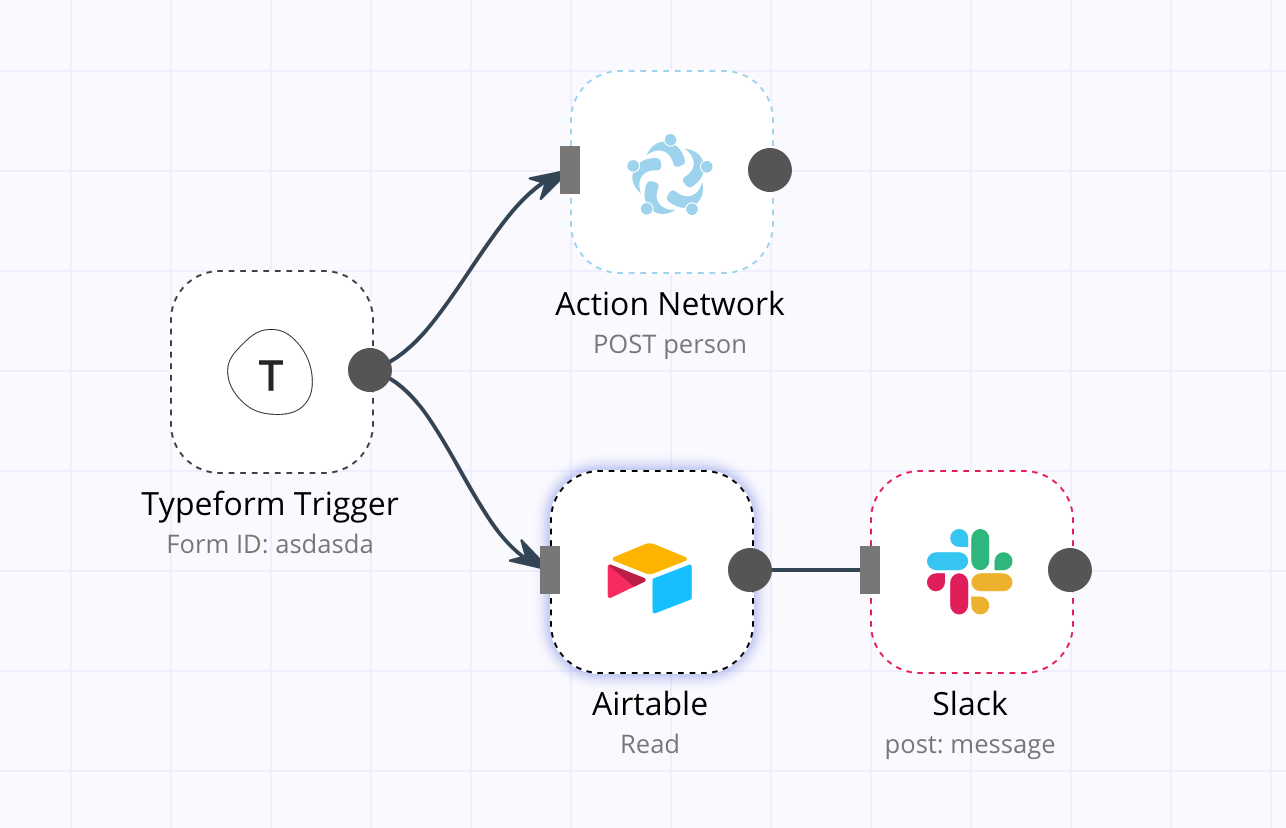 Action Network
POST person
T
Typeform Trigger
Form ID: asdasda
Airtable
Read
Slack
post: message